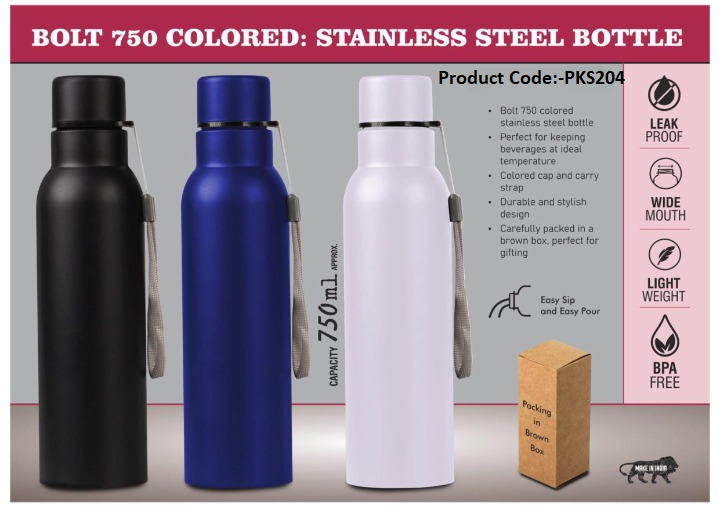 BOLT 750 COLORED: STAINLESS STEEL BOTTLE
Product Code:-PKS204
• Bolt 750 colored
stainless steel bottle
• Perfect for keeping
beverages at ideal
temperature
• Colored cap and carry
strap
• Durable and stylish
design
• Carefully packed in a
brown box, perfect for
gifting
Easy Sip
and Easy Pour
CAPACITY 750ml APPROX.
LEAK
PROOF
WIDE
MOUTH
LIGHT
WEIGHT
BPA
FREE
Packing
in
Brown
Box
MAKE IN INDIA